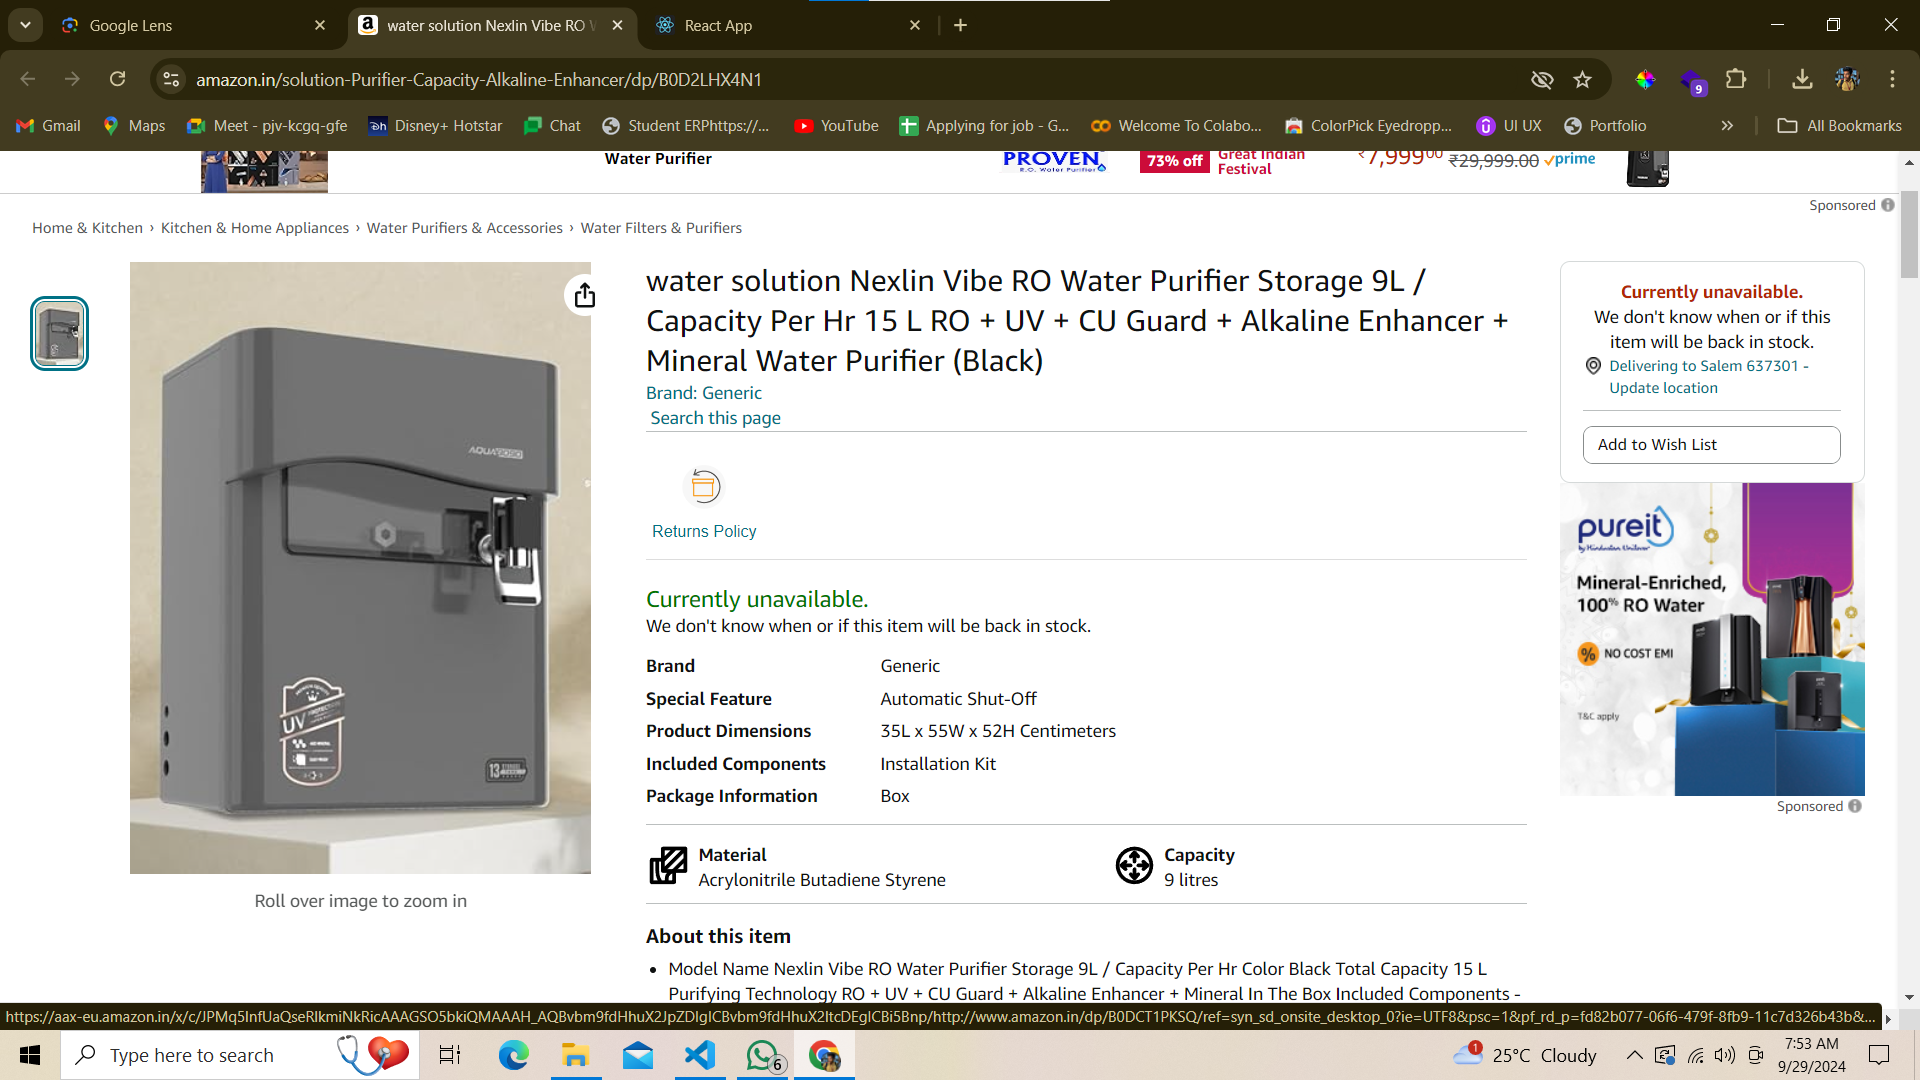 Google Lens
water solution Nexlin Vibe RO W
React App
amazon.in/solution-Purifier-Capacity-Alkaline-Enhancer/dp/B0D2LHX4N1
9
Gmail
Maps
Meet - pjv-kcgq-gfe
Disney+ Hotstar
Chat
Student ERPhttps://...
YouTube
Applying for job - G...
Welcome To Colabo...
ColorPick Eyedropp...
UI UX
Portfolio
All Bookmarks
Water Purifier
PROVEN
R.O. Water Purifier
73% off
Great Indian
Festival
₹7,999⁰⁰
₹29,999.00
prime
Sponsored
Home & Kitchen › Kitchen & Home Appliances › Water Purifiers & Accessories › Water Filters & Purifiers
AQUA
UV
13
water solution Nexlin Vibe RO Water Purifier Storage 9L /
Capacity Per Hr 15 L RO + UV + CU Guard + Alkaline Enhancer +
Mineral Water Purifier (Black)
Brand: Generic
Search this page
Returns Policy
Currently unavailable.
We don't know when or if this item will be back in stock.
Brand Generic
Special Feature Automatic Shut-Off
Product Dimensions 35L x 55W x 52H Centimeters
Included Components Installation Kit
Package Information Box
Material
Acrylonitrile Butadiene Styrene
Capacity
9 litres
About this item
• Model Name Nexlin Vibe RO Water Purifier Storage 9L / Capacity Per Hr Color Black Total Capacity 15 L
Purifying Technology RO + UV + CU Guard + Alkaline Enhancer + Mineral In The Box Included Components -
Roll over image to zoom in
Currently unavailable.
We don't know when or if this
item will be back in stock.
Delivering to Salem 637301 -
Update location
Add to Wish List
pureit
by Hindustan Unilever
Mineral-Enriched,
100% RO Water
% NO COST EMI
T&C apply
Sponsored
https://aax-eu.amazon.in/x/c/JPMq5InfUaQseRlkmiNkRicAAAGSO5bkiQMAAAH_AQBvbm9fdHhuX2JpZDIgICBvbm9fdHhuX2ltcDEgICBi5Bnp/http://www.amazon.in/dp/B0DCT1PKSQ/ref=syn_sd_onsite_desktop_0?ie=UTF8&psc=1&pf_rd_p=fd82b077-06f6-479f-8fb9-11c7d326b43b&...
Type here to search
6
1
25°C Cloudy
7:53 AM
9/29/2024